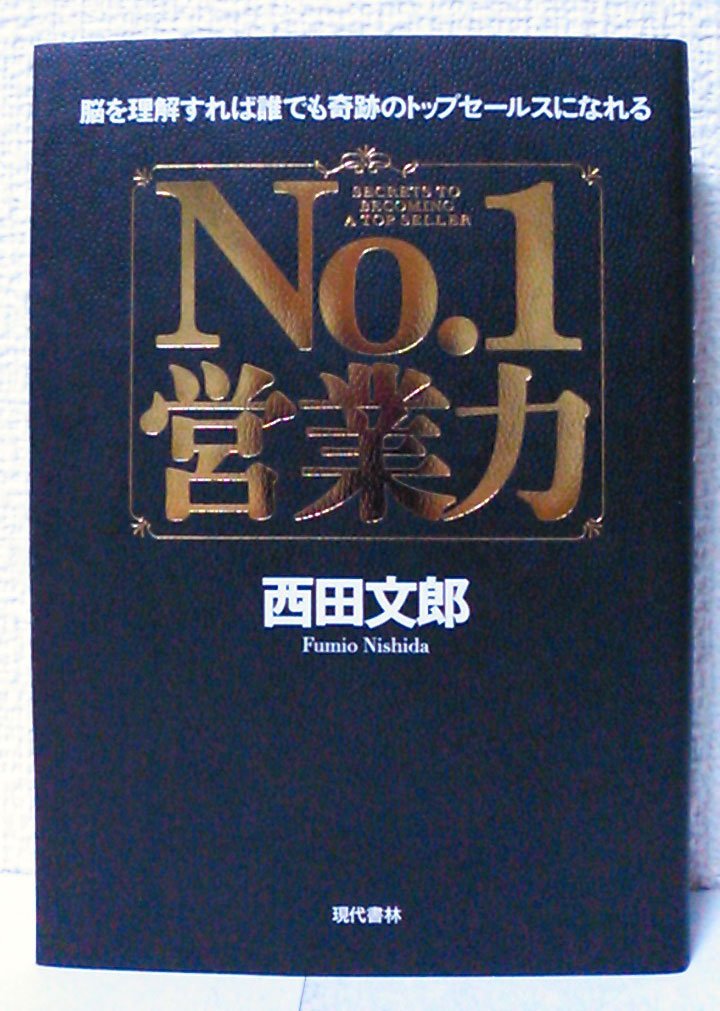 脳を理解すれば誰でも奇跡のトップセールスになれる
No.1
SECRETS TO
BECOMING
A TOP SELLER
営業力
西田文郎
Fumio Nishida
現代書林